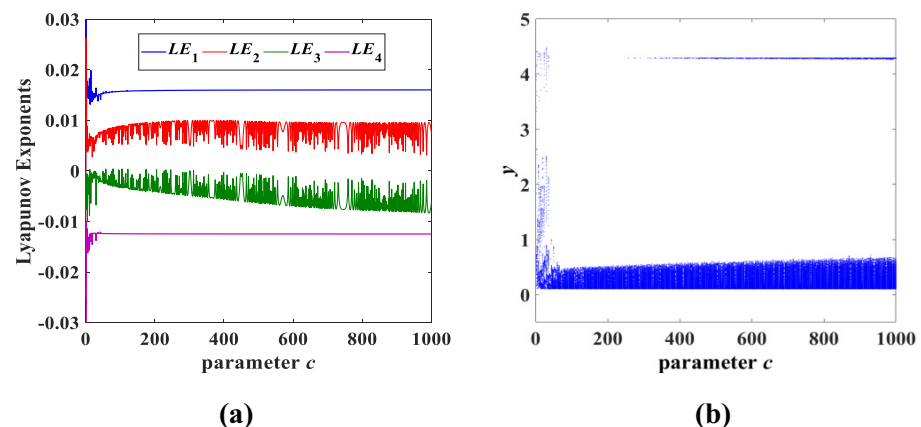 0.03
0.02
0.01
0
-0.01
-0.02
-0.03
Lyapunov Exponents
LE1 LE2 LE3 LE4
0 200 400 600 800 1000
parameter c
(a)
5
4
3
2
1
0
y
0 200 400 600 800 1000
parameter c
(b)